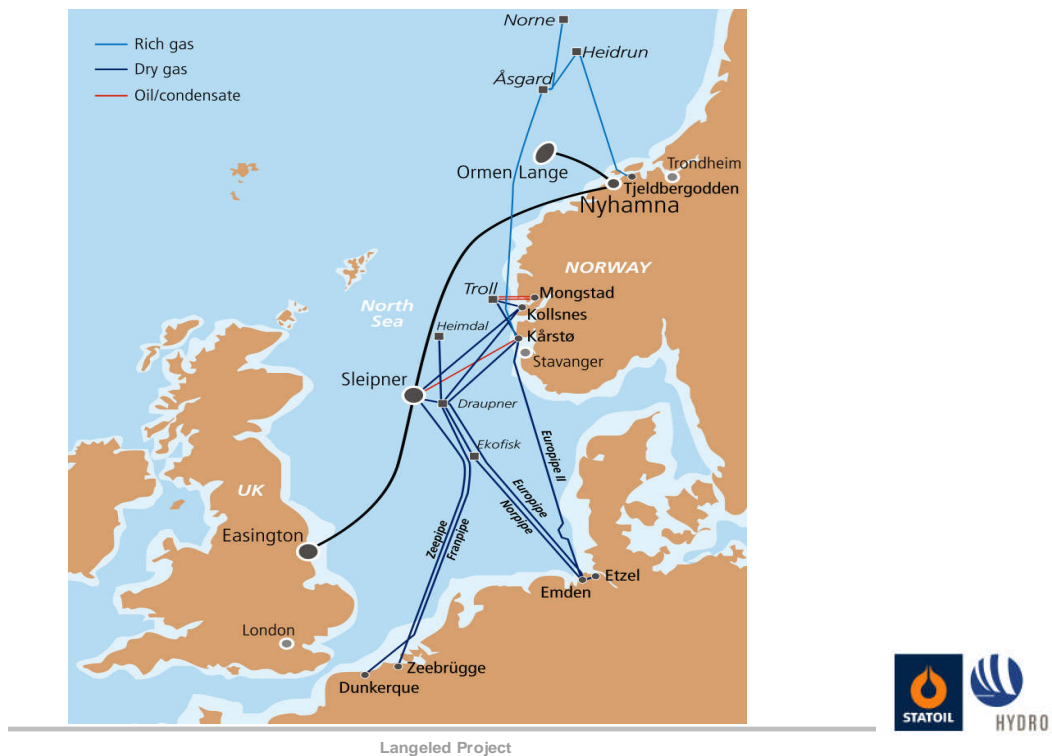 Norne
Rich gas
Heidrun
Dry gas
Åsgard
Oil/condensate
Ormen Lange
Trondheim
Tjeldbergodden
Nyhamna
NORWAY
Troll
Mongstad
North
Sea
Kollsnes
Heimdal
Kårstø
Stavanger
Sleipner
Draupner
Ekofisk
Europipe II
UK
Europipe
Norpipe
Easington
Zeepipe
Franpipe
Etzel
Emden
London
Zeebrügge
Dunkerque
STATOIL
HYDRO
Langeled Project